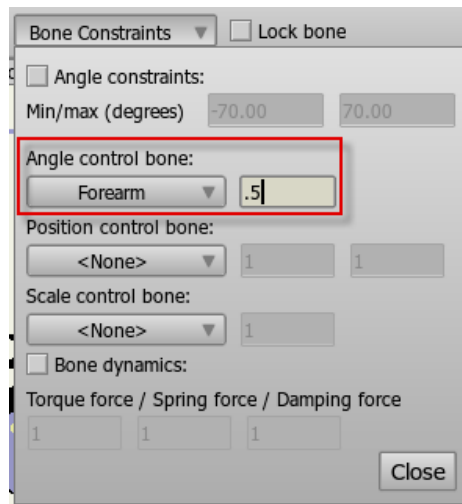 Bone Constraints Lock bone
Angle constraints:
Min/max (degrees) -70.00 70.00
Angle control bone:
Forearm .5
Position control bone:
<None> 1 1
Scale control bone:
<None> 1
Bone dynamics:
Torque force / Spring force / Damping force
1 1 1
Close